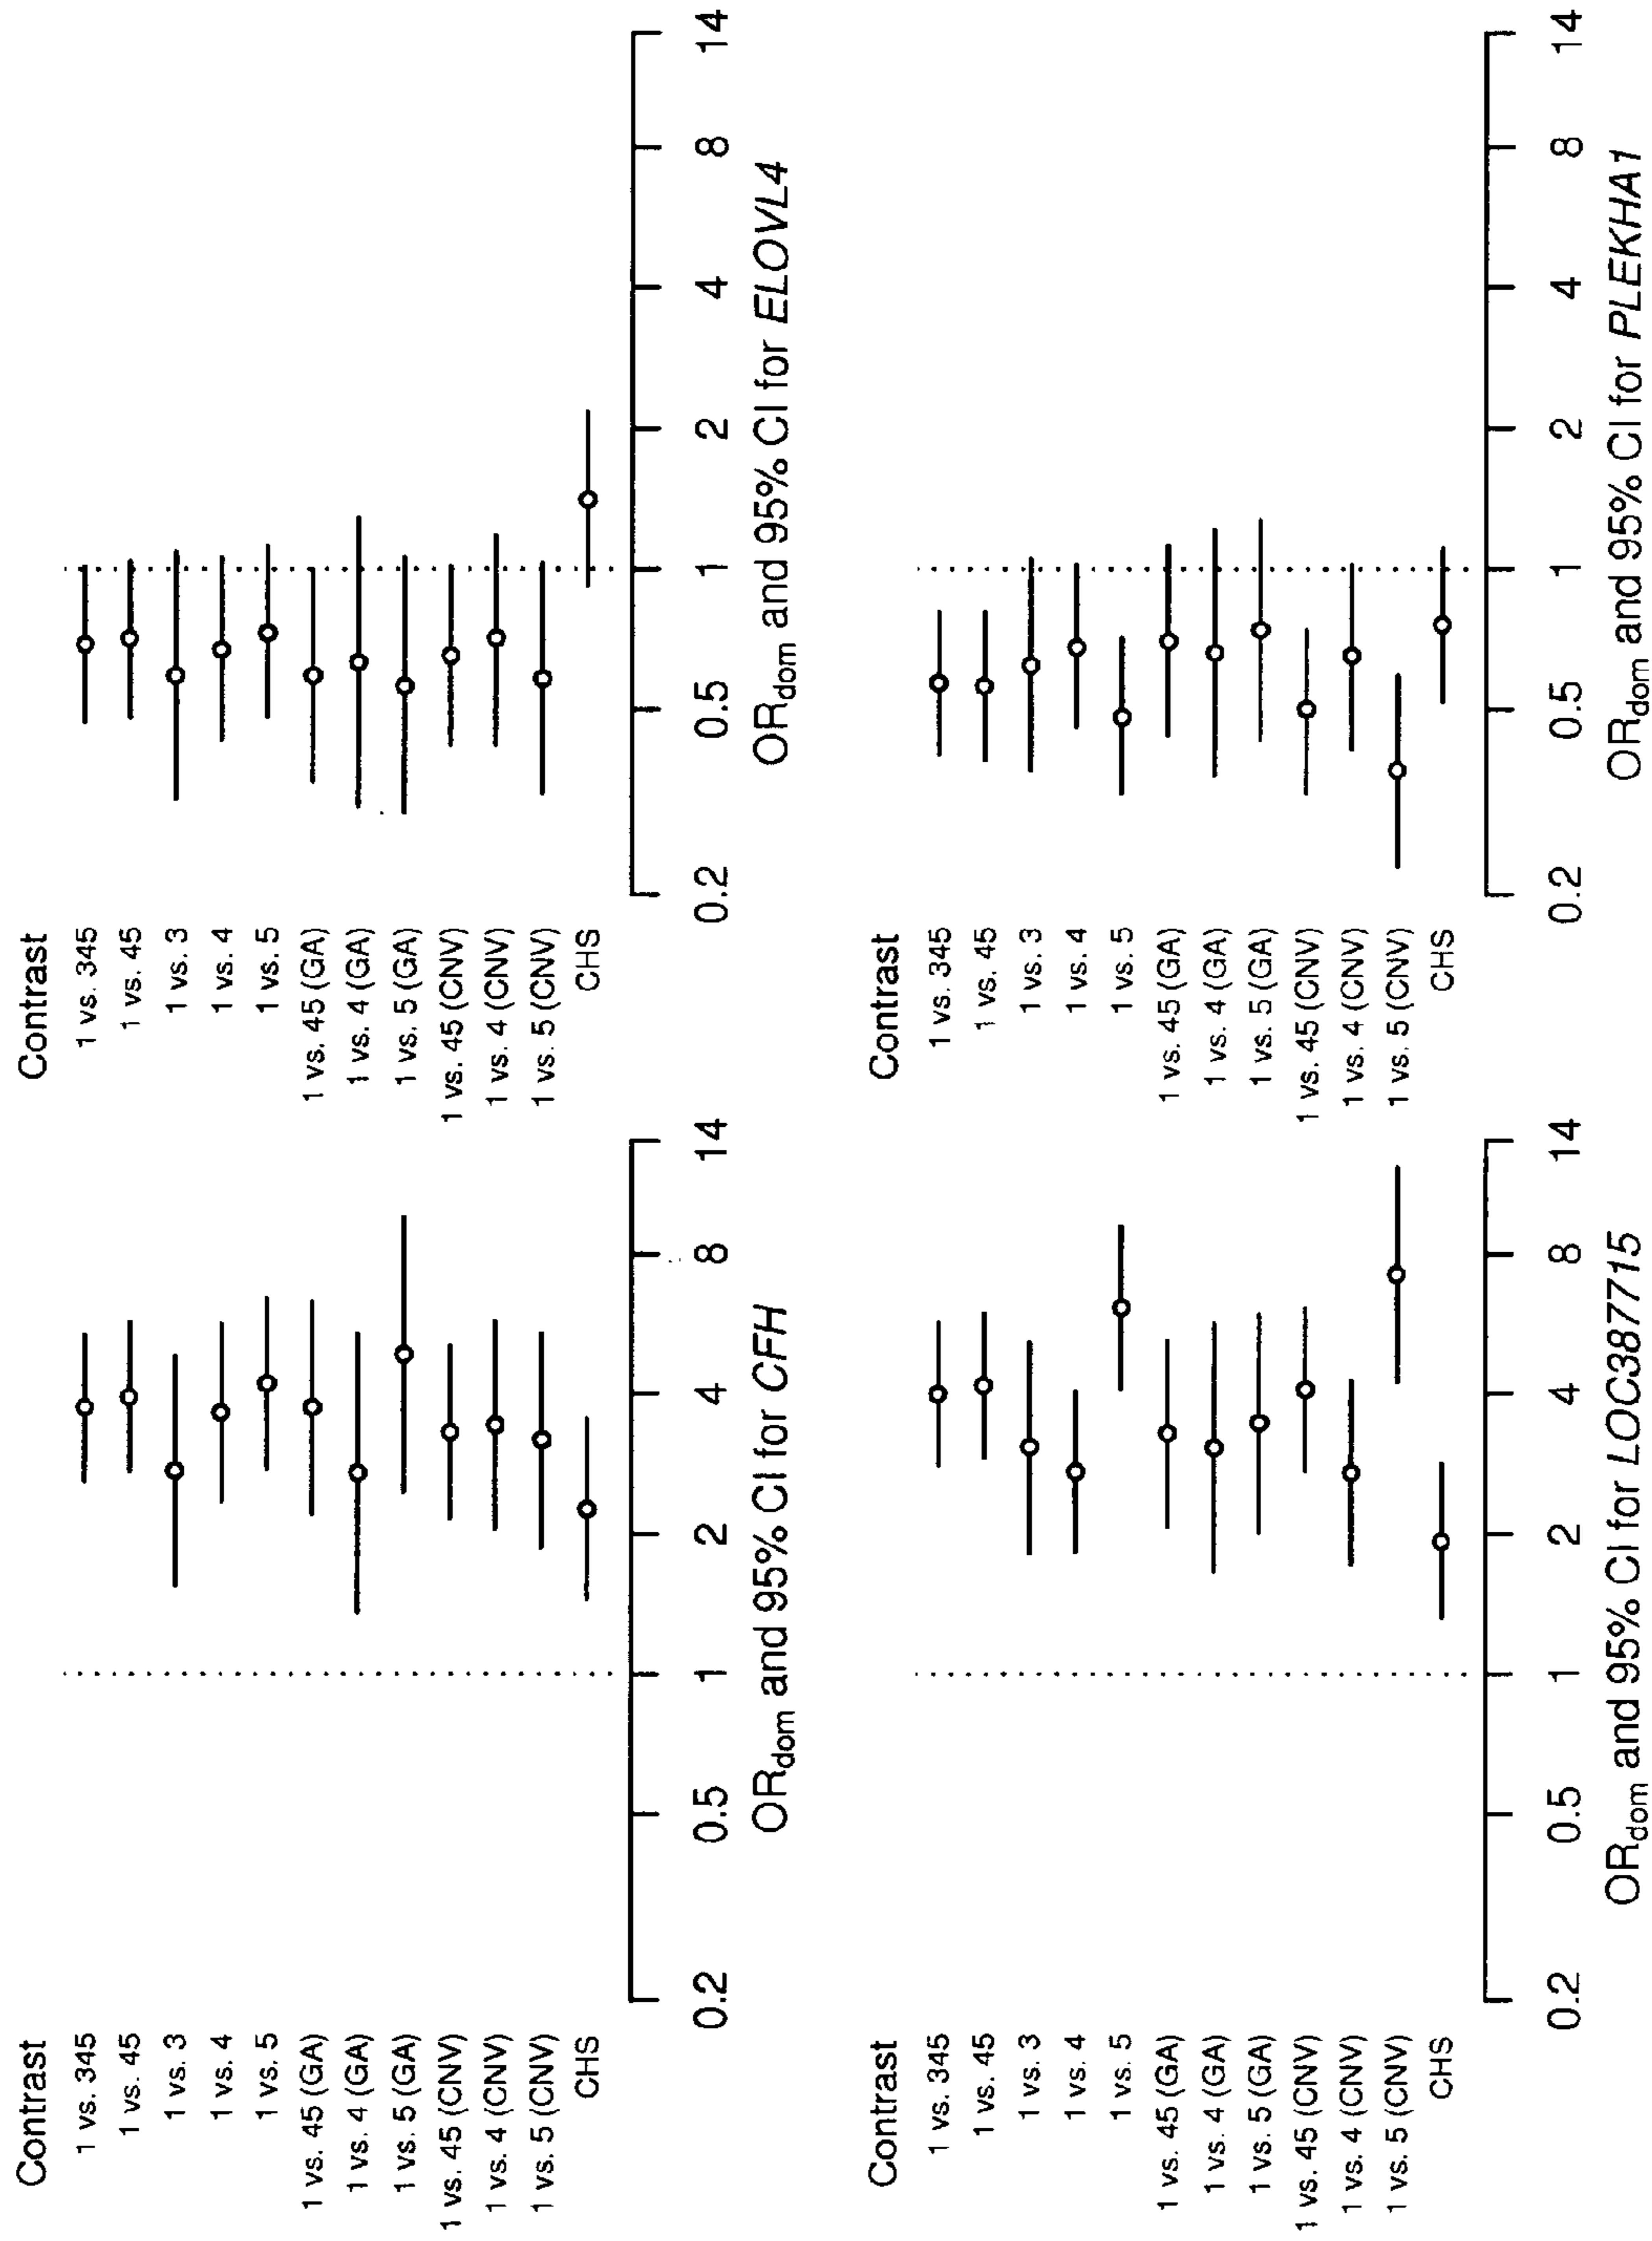 Contrast
1 vs. 345
1 vs. 45
1 vs. 3
1 vs. 4
1 vs. 5
1 vs. 45 (GA)
1 vs. 4 (GA)
1 vs. 5 (GA)
1 vs. 45 (CNV)
1 vs. 4 (CNV)
1 vs. 5 (CNV)
CHS
0.2 0.5 1 2 4 8 14
ORdom and 95% CI for CFH
Contrast
1 vs. 345
1 vs. 45
1 vs. 3
1 vs. 4
1 vs. 5
1 vs. 45 (GA)
1 vs. 4 (GA)
1 vs. 5 (GA)
1 vs. 45 (CNV)
1 vs. 4 (CNV)
1 vs. 5 (CNV)
CHS
0.2 0.5 1 2 4 8 14
ORdom and 95% CI for ELOVL4
Contrast
1 vs. 345
1 vs. 45
1 vs. 3
1 vs. 4
1 vs. 5
1 vs. 45 (GA)
1 vs. 4 (GA)
1 vs. 5 (GA)
1 vs. 45 (CNV)
1 vs. 4 (CNV)
1 vs. 5 (CNV)
CHS
0.2 0.5 1 2 4 8 14
ORdom and 95% CI for LOC387715
Contrast
1 vs. 345
1 vs. 45
1 vs. 3
1 vs. 4
1 vs. 5
1 vs. 45 (GA)
1 vs. 4 (GA)
1 vs. 5 (GA)
1 vs. 45 (CNV)
1 vs. 4 (CNV)
1 vs. 5 (CNV)
CHS
0.2 0.5 1 2 4 8 14
ORdom and 95% CI for PLEKHA1